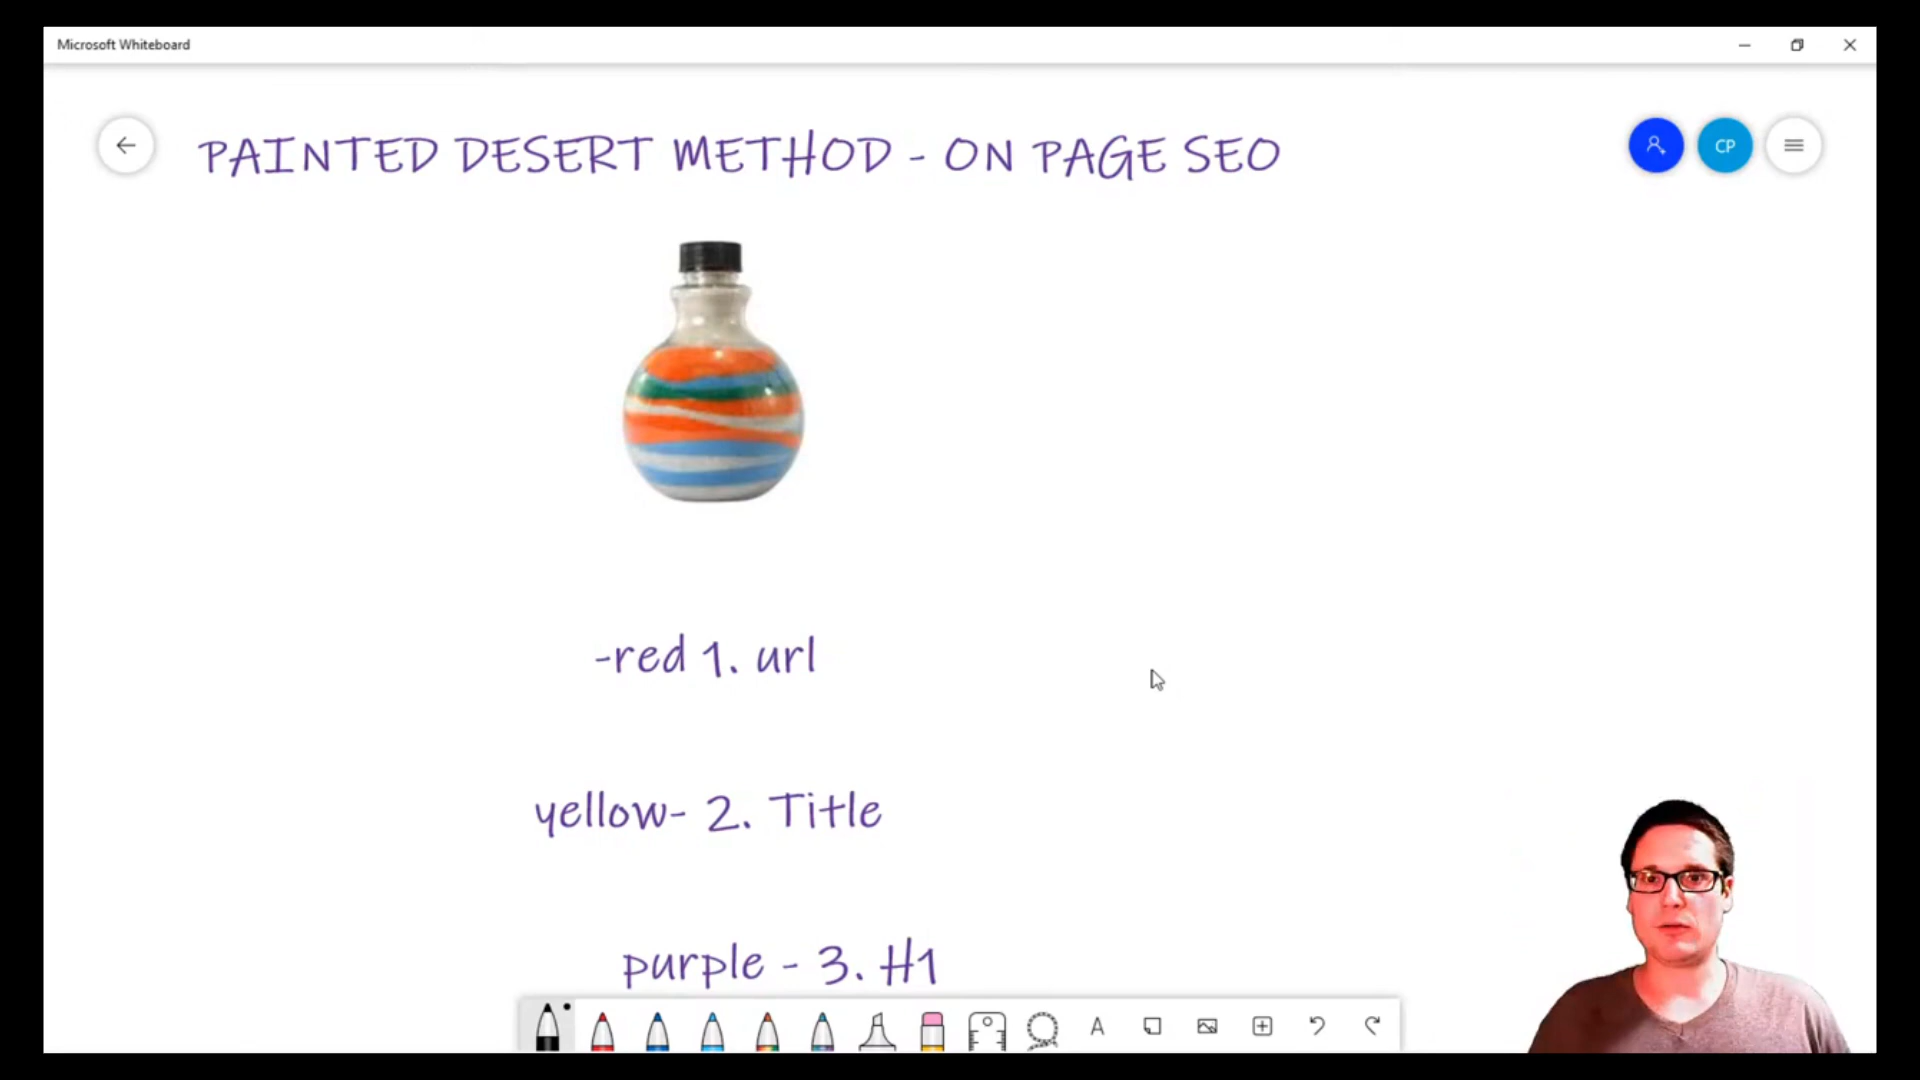 Microsoft Whiteboard
PAINTED DESERT METHOD - ON PAGE SEO
CP
-red 1. url
yellow- 2. Title
purple - 3. H1
A